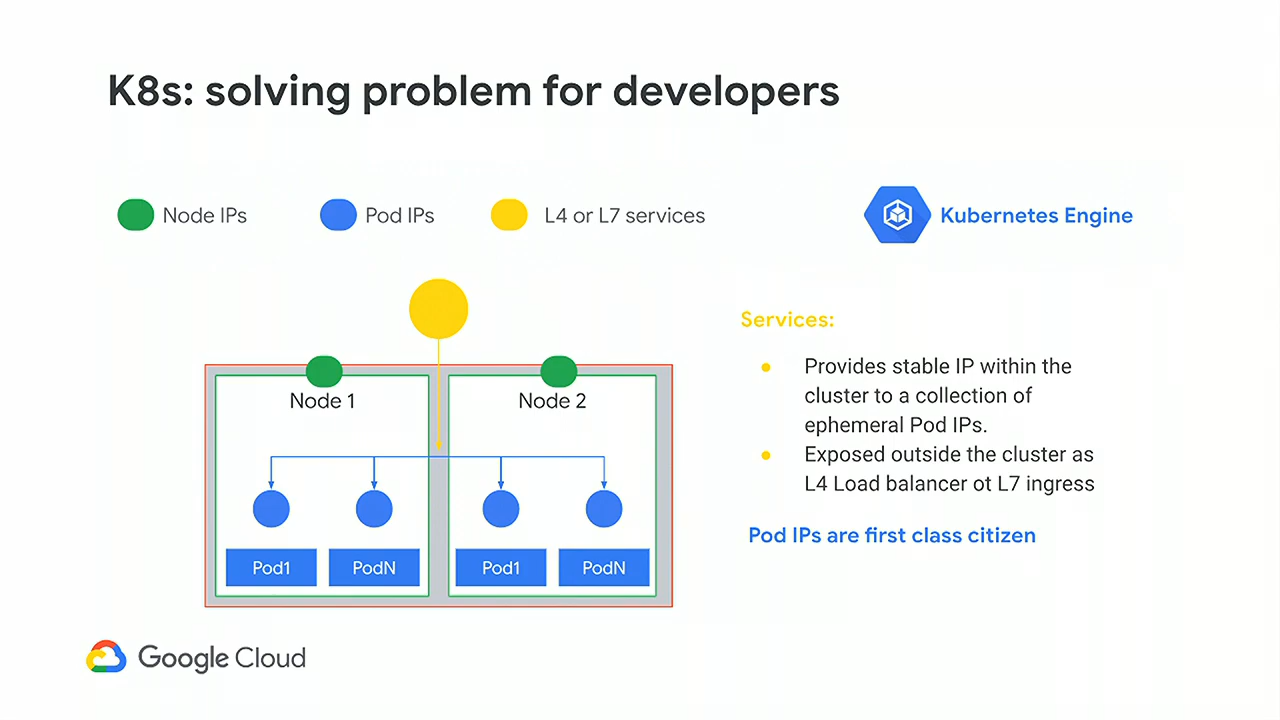 K8s: solving problem for developers
Node IPs
Pod IPs
L4 or L7 services
Kubernetes Engine
Services:
Provides stable IP within the
cluster to a collection of
ephemeral Pod IPs.
Exposed outside the cluster as
L4 Load balancer ot L7 ingress
Pod IPs are first class citizen
Node 1
Node 2
Pod1
PodN
Pod1
PodN
Google Cloud